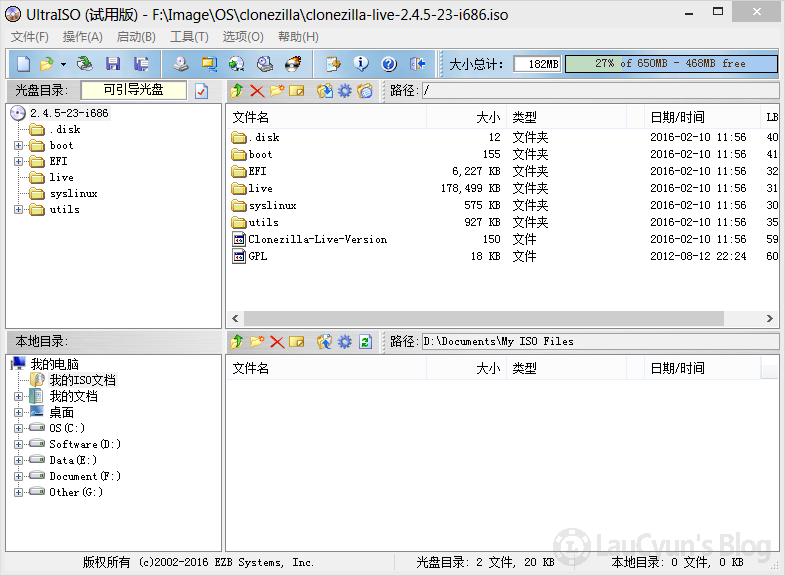 UltraISO (试用版) - F:\Image\OS\clonezilla\clonezilla-live-2.4.5-23-i686.iso
文件(F) 操作(A) 启动(B) 工具(T) 选项(O) 帮助(H)
大小总计: 182MB 27% of 650MB - 468MB free
光盘目录: 可引导光盘 路径: /
2.4.5-23-i686
.disk
boot
EFI
live
syslinux
utils
文件名 大小 类型 日期/时间 LB
.disk 12 文件夹 2016-02-10 11:56 40
boot 155 文件夹 2016-02-10 11:56 41
EFI 6,227 KB 文件夹 2016-02-10 11:56 32
live 178,499 KB 文件夹 2016-02-10 11:56 31
syslinux 575 KB 文件夹 2016-02-10 11:56 30
utils 927 KB 文件夹 2016-02-10 11:56 35
Clonezilla-Live-Version 150 文件 2016-02-10 11:56 59
GPL 18 KB 文件 2012-08-12 22:24 60
本地目录: 路径: D:\Documents\My ISO Files
我的电脑
我的ISO文档
我的文档
桌面
OS(C:)
Software(D:)
Data(E:)
Document(F:)
Other(G:)
文件名 大小 类型 日期/时间
LauCyun's Blog
版权所有 (c)2002-2016 EZB Systems, Inc. 光盘目录: 2 文件, 20 KB 本地目录: 0 文件, 0 KB